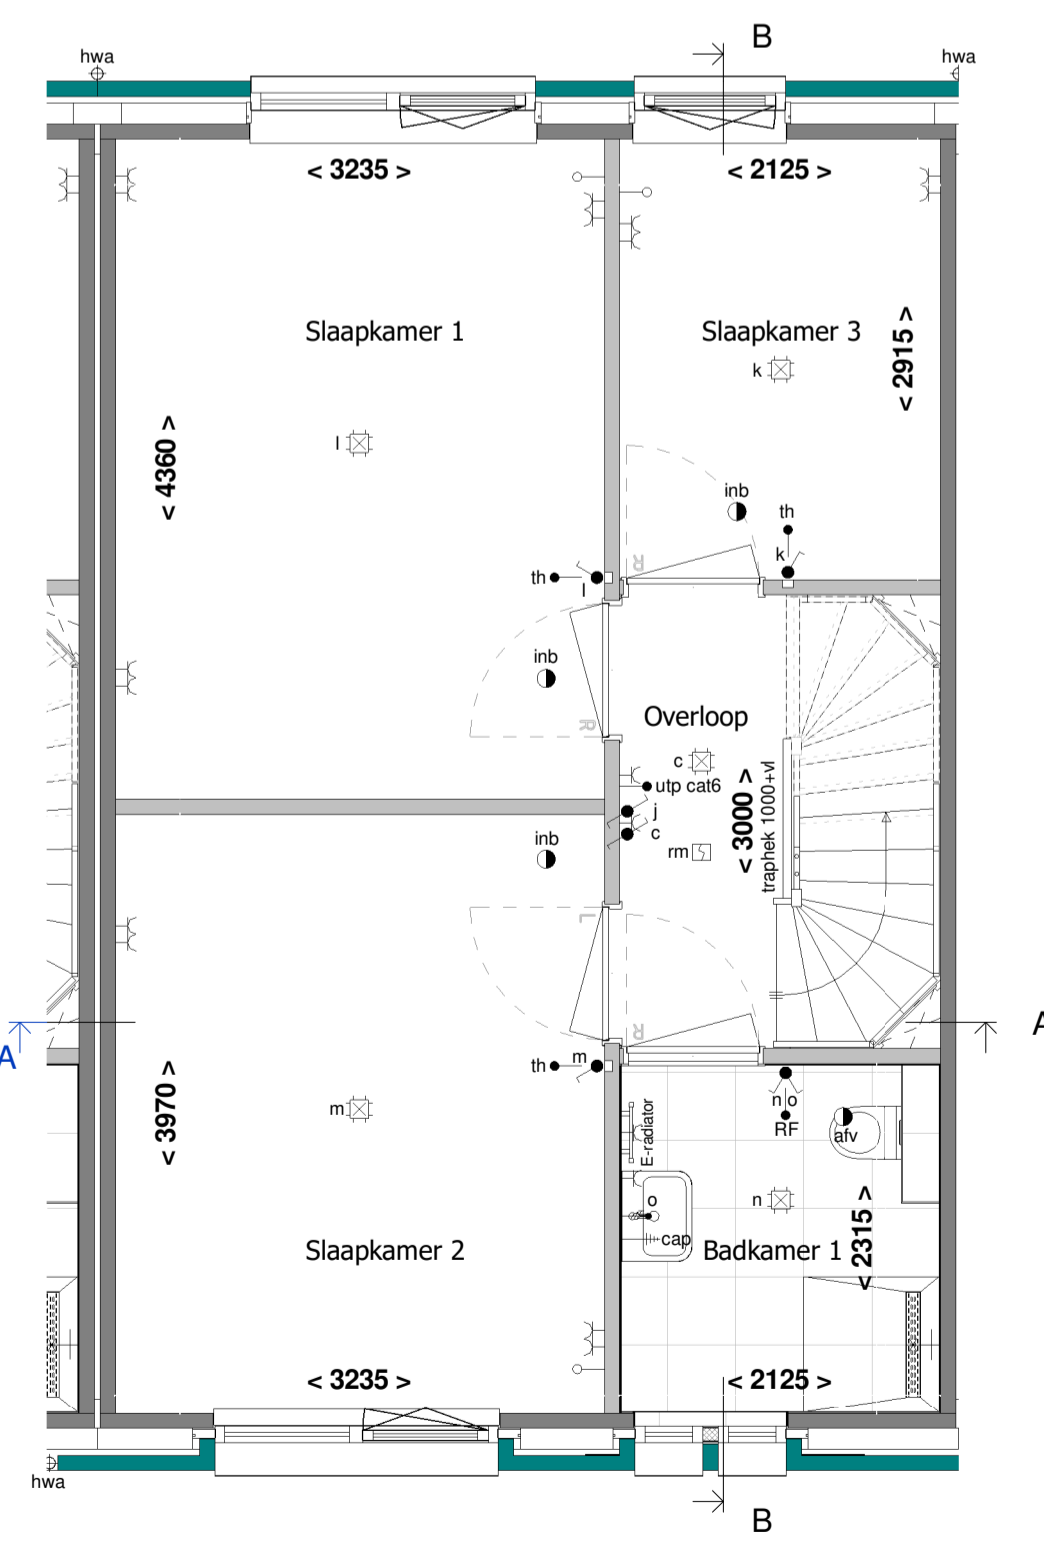 B
hwa
hwa
< 3235 >
< 2125 >
Slaapkamer 1
Slaapkamer 3
k
< 2915 >
l
< 4360 >
inb
th
k
R
th
l
inb
R
Overloop
c
utp cat6
j
c
rm
< 3000 >
traphek 1000+vl
inb
L
R
A
A
th
m
n o
RF
afv
E-radiator
m
< 3970 >
o
n
cap
Slaapkamer 2
Badkamer 1
< 2315 >
< 3235 >
< 2125 >
hwa
B